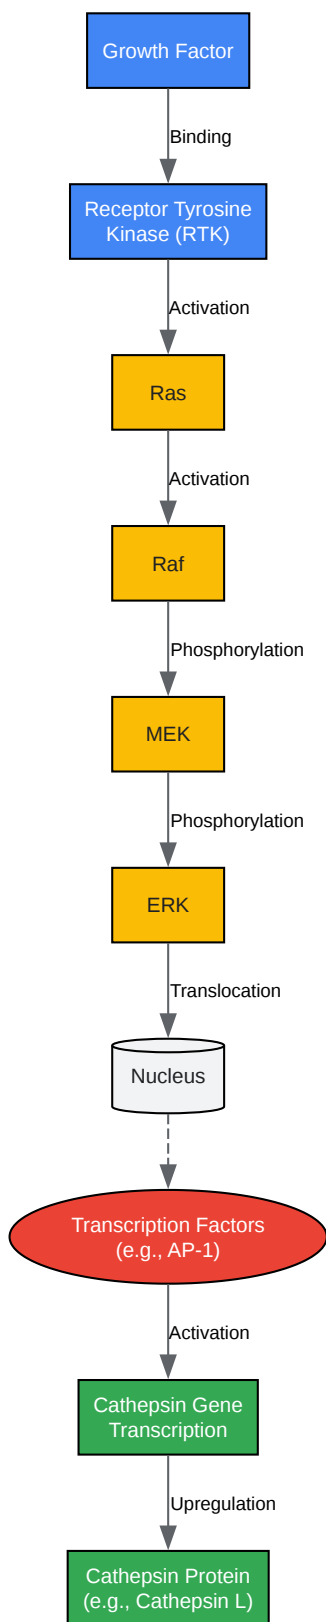 Growth Factor
Binding
Receptor Tyrosine
Kinase (RTK)
Activation
Ras
Activation
Raf
Phosphorylation
MEK
Phosphorylation
ERK
Translocation
Nucleus
Transcription Factors
(e.g., AP-1)
Activation
Cathepsin Gene
Transcription
Upregulation
Cathepsin Protein
(e.g., Cathepsin L)